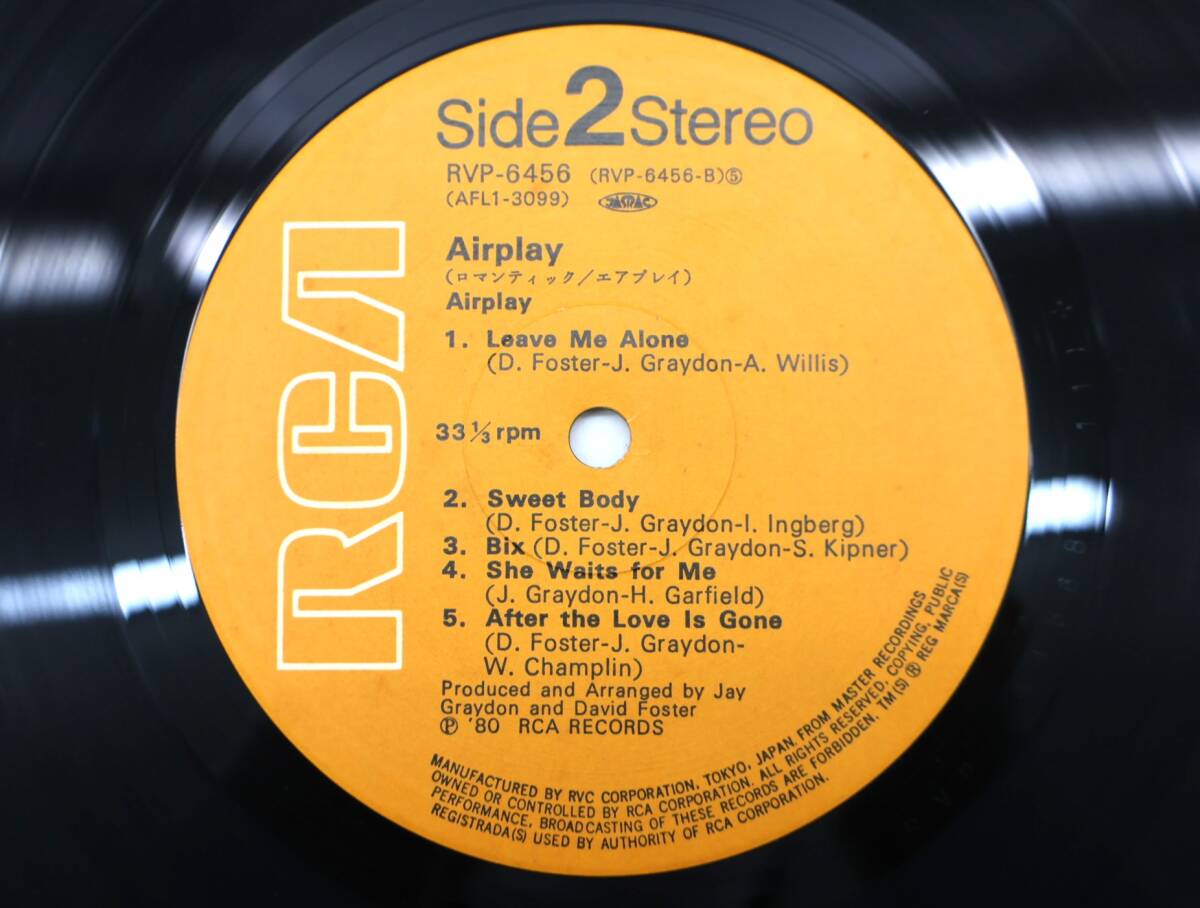 Side 2 Stereo
RVP-6456 (RVP-6456-B)⑤
(AFL1-3099) JASRAC
RCA
Airplay
(ロマンティック/エアプレイ)
Airplay
1. Leave Me Alone
(D. Foster-J. Graydon-A. Willis)
33 1/3 rpm
2. Sweet Body
(D. Foster-J. Graydon-I. Ingberg)
3. Bix (D. Foster-J. Graydon-S. Kipner)
4. She Waits for Me
(J. Graydon-H. Garfield)
5. After the Love Is Gone
(D. Foster-J. Graydon-
W. Champlin)
Produced and Arranged by Jay
Graydon and David Foster
℗ '80 RCA RECORDS
MANUFACTURED BY RVC CORPORATION, TOKYO, JAPAN. FROM MASTER RECORDINGS
OWNED OR CONTROLLED BY RCA CORPORATION. ALL RIGHTS RESERVED. COPYING, PUBLIC
PERFORMANCE, BROADCASTING OF THESE RECORDS ARE FORBIDDEN. TM(S) ® REG MARCA(S)
REGISTRADA(S) USED BY AUTHORITY OF RCA CORPORATION.